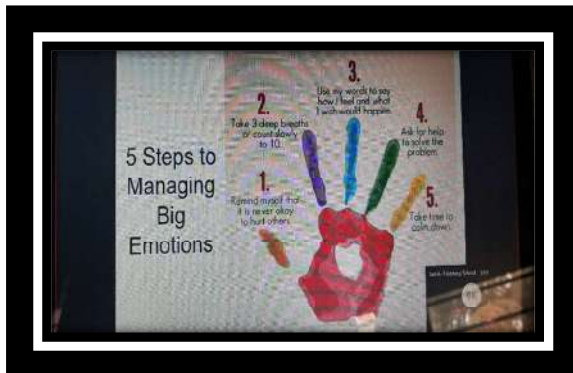 5 Steps to
Managing
Big
Emotions
1.
Remind myself that
it is never okay
to hurt others.
2.
Take 3 deep breaths
or count slowly
to 10.
3.
Use my words to say
how I feel and what
I wish would happen.
4.
Ask for help
to solve the
problem.
5.
Take time to
calm down.